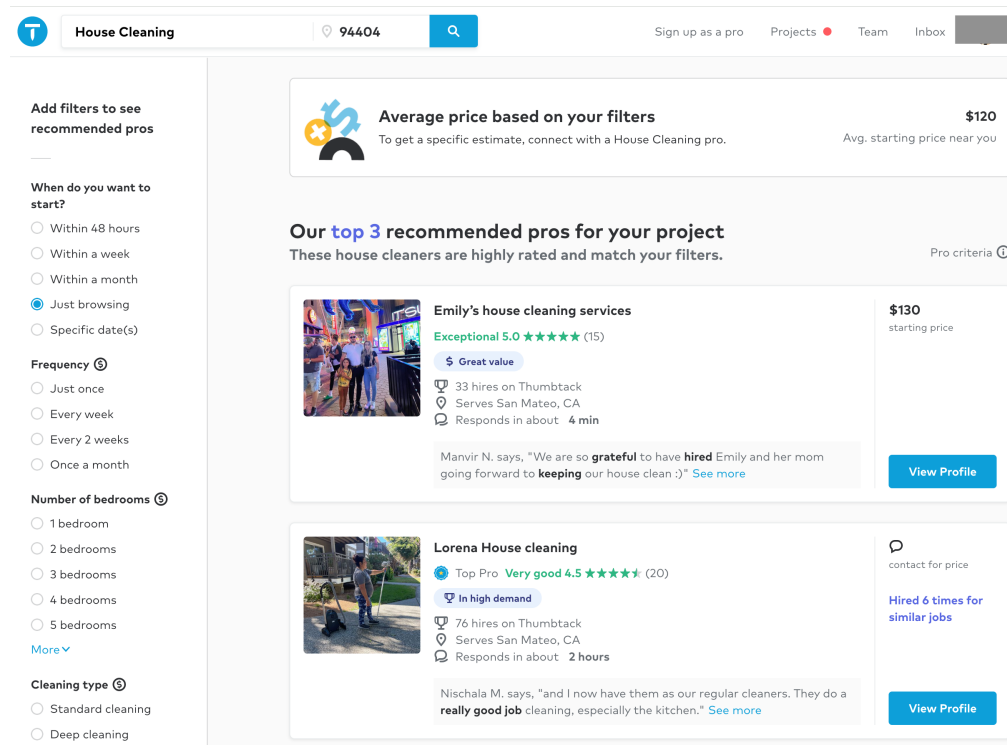 House Cleaning
94404
Sign up as a pro
Projects
Team
Inbox
Add filters to see
recommended pros
When do you want to
start?
Within 48 hours
Within a week
Within a month
Just browsing
Specific date(s)
Frequency
Just once
Every week
Every 2 weeks
Once a month
Number of bedrooms
1 bedroom
2 bedrooms
3 bedrooms
4 bedrooms
5 bedrooms
More
Cleaning type
Standard cleaning
Deep cleaning
Average price based on your filters
To get a specific estimate, connect with a House Cleaning pro.
$120
Avg. starting price near you
Our top 3 recommended pros for your project
These house cleaners are highly rated and match your filters.
Pro criteria
Emily's house cleaning services
Exceptional 5.0 ★★★★★ (15)
$ Great value
33 hires on Thumbtack
Serves San Mateo, CA
Responds in about 4 min
Manvir N. says, "We are so grateful to have hired Emily and her mom
going forward to keeping our house clean :)" See more
$130
starting price
View Profile
Lorena House cleaning
Top Pro Very good 4.5 (20)
In high demand
76 hires on Thumbtack
Serves San Mateo, CA
Responds in about 2 hours
Nischala M. says, "and I now have them as our regular cleaners. They do a
really good job cleaning, especially the kitchen." See more
contact for price
Hired 6 times for
similar jobs
View Profile